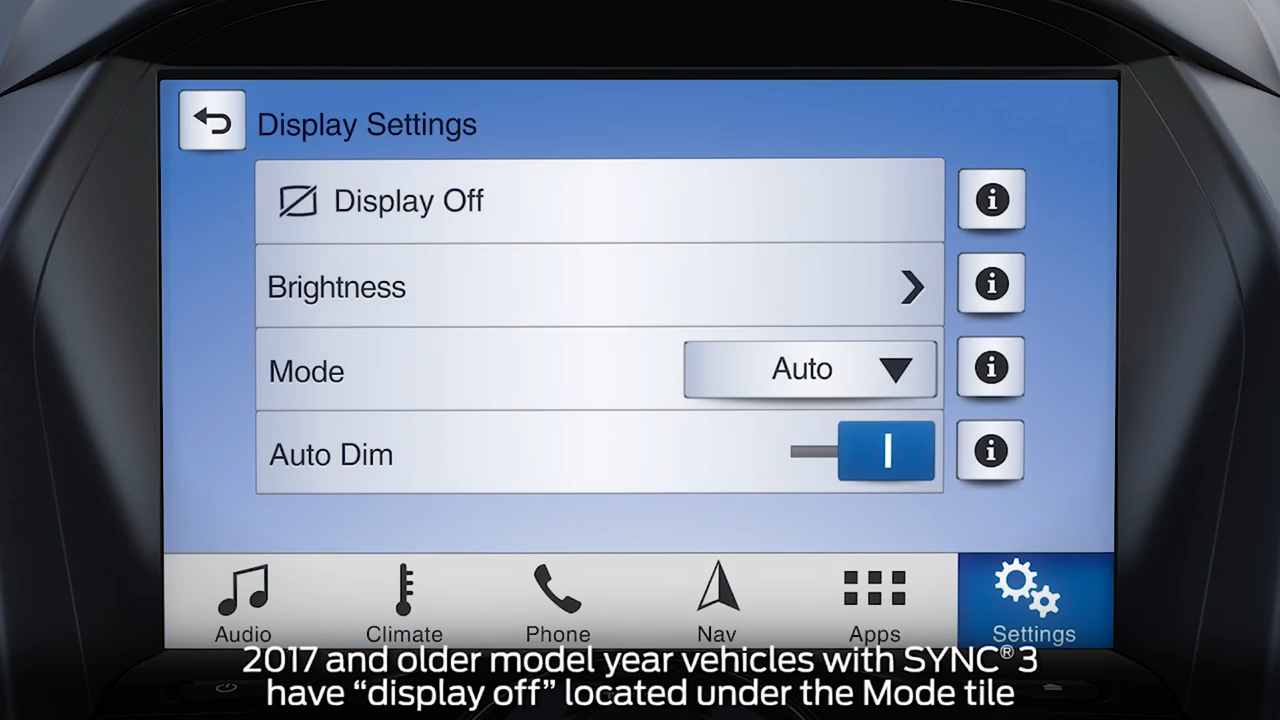 Display Settings
Display Off
Brightness
Mode
Auto
Auto Dim
Audio
Climate
Phone
Nav
Apps
Settings
2017 and older model year vehicles with SYNC® 3
have “display off” located under the Mode tile